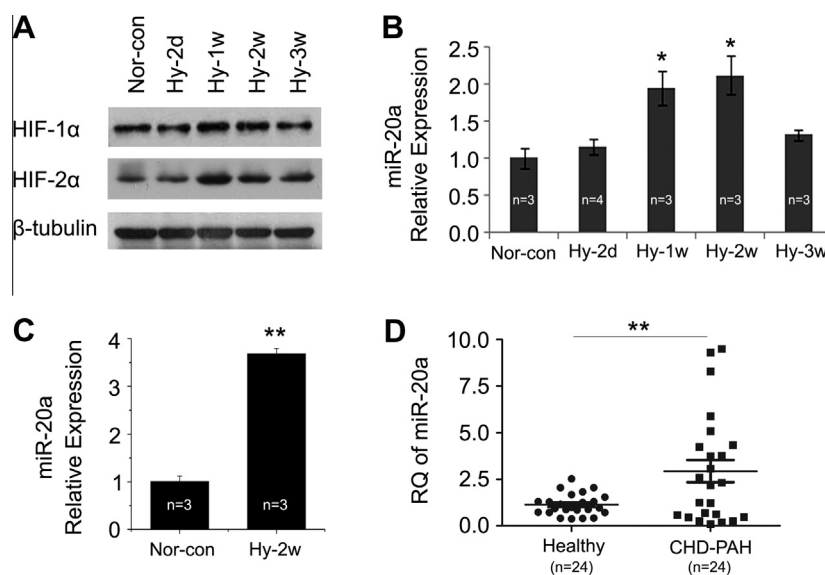 A
Nor-con
Hy-2d
Hy-1w
Hy-2w
Hy-3w
HIF-1α
HIF-2α
β-tubulin
B
miR-20a
Relative Expression
2.5
2.0
1.5
1.0
0.5
0.0
*
*
n=3
n=4
n=3
n=3
n=3
Nor-con
Hy-2d
Hy-1w
Hy-2w
Hy-3w
C
miR-20a
Relative Expression
4
3
2
1
0
**
n=3
n=3
Nor-con
Hy-2w
D
RQ of miR-20a
10.0
7.5
5.0
2.5
0.0
**
Healthy
(n=24)
CHD-PAH
(n=24)